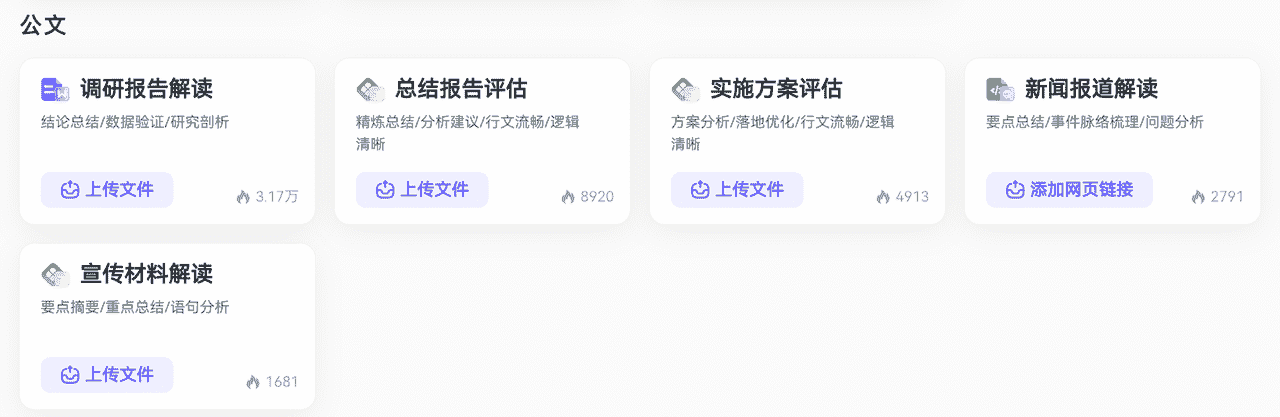 公文
调研报告解读
结论总结/数据验证/研究剖析
上传文件
3.17万
总结报告评估
精炼总结/分析建议/行文流畅/逻辑
清晰
上传文件
8920
实施方案评估
方案分析/落地优化/行文流畅/逻辑
清晰
上传文件
4913
新闻报道解读
要点总结/事件脉络梳理/问题分析
添加网页链接
2791
宣传材料解读
要点摘要/重点总结/语句分析
上传文件
1681